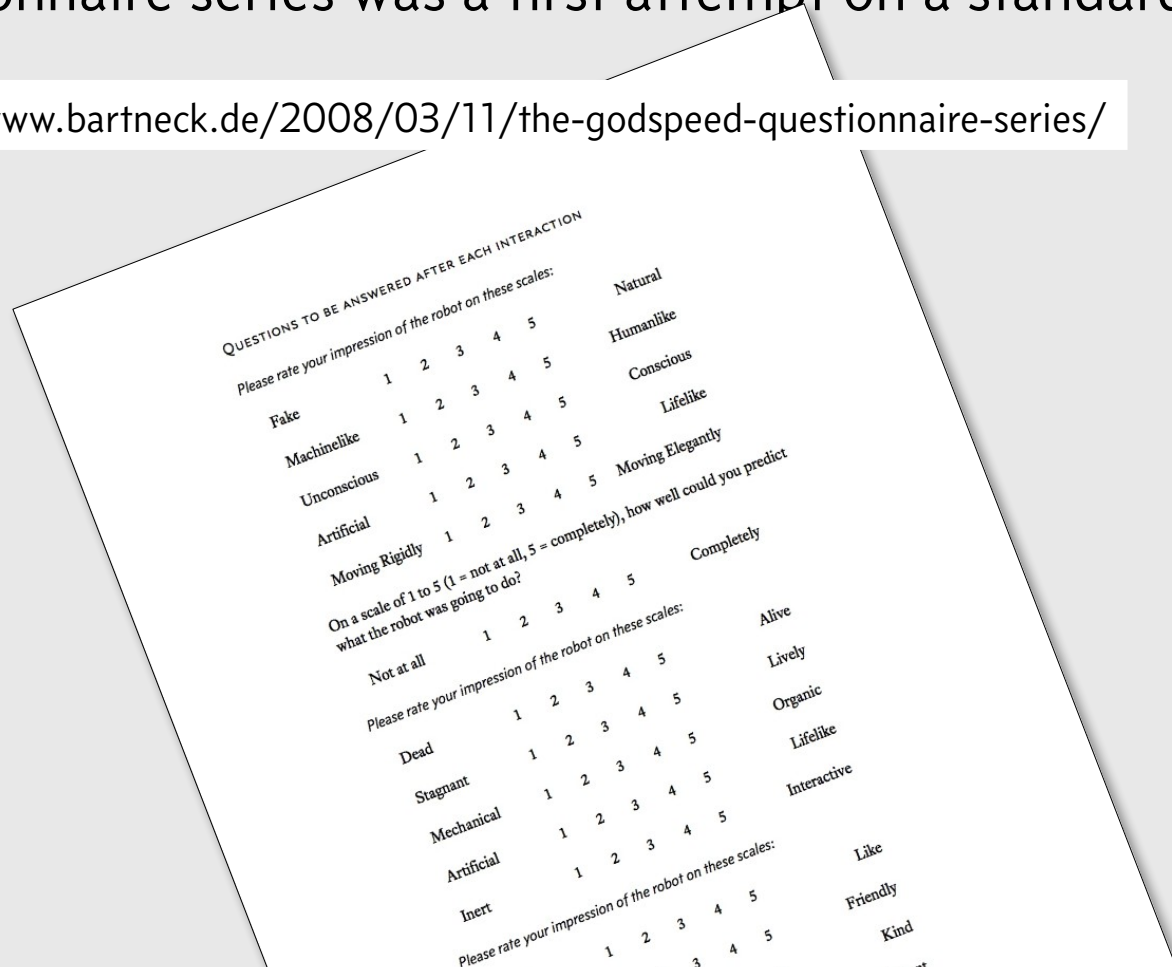 onnaire series was a first attempt on a standard
ww.bartneck.de/2008/03/11/the-godspeed-questionnaire-series/
QUESTIONS TO BE ANSWERED AFTER EACH INTERACTION
Please rate your impression of the robot on these scales:
Fake 1 2 3 4 5 Natural
Machinelike 1 2 3 4 5 Humanlike
Unconscious 1 2 3 4 5 Conscious
Artificial 1 2 3 4 5 Lifelike
Moving Rigidly 1 2 3 4 5 Moving Elegantly
On a scale of 1 to 5 (1 = not at all, 5 = completely), how well could you predict
what the robot was going to do?
Not at all 1 2 3 4 5 Completely
Please rate your impression of the robot on these scales:
Dead 1 2 3 4 5 Alive
Stagnant 1 2 3 4 5 Lively
Mechanical 1 2 3 4 5 Organic
Artificial 1 2 3 4 5 Lifelike
Inert 1 2 3 4 5 Interactive
Please rate your impression of the robot on these scales:
1 2 3 4 5 Like
3 4 5 Friendly
Kind